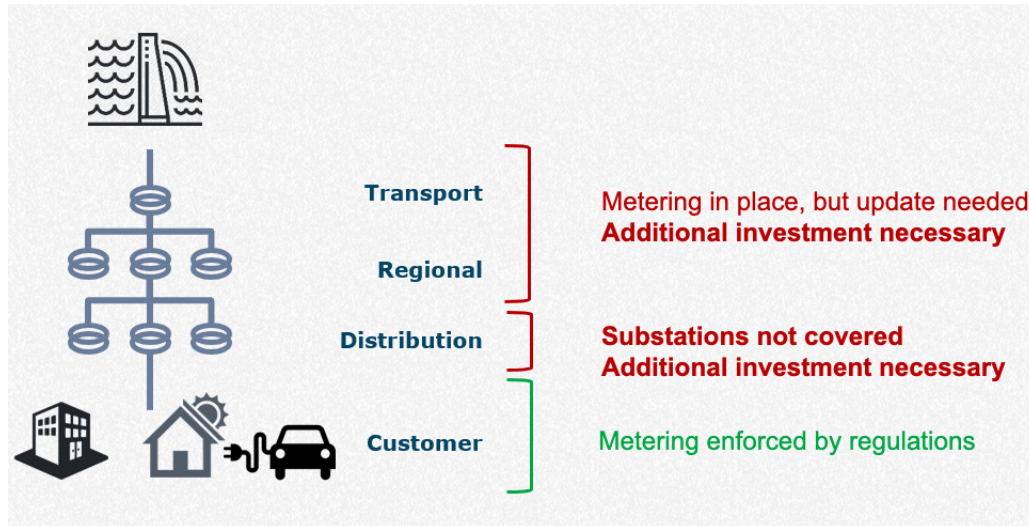 Transport
Metering in place, but update needed
Additional investment necessary
Regional
Distribution
Substations not covered
Additional investment necessary
Customer
Metering enforced by regulations